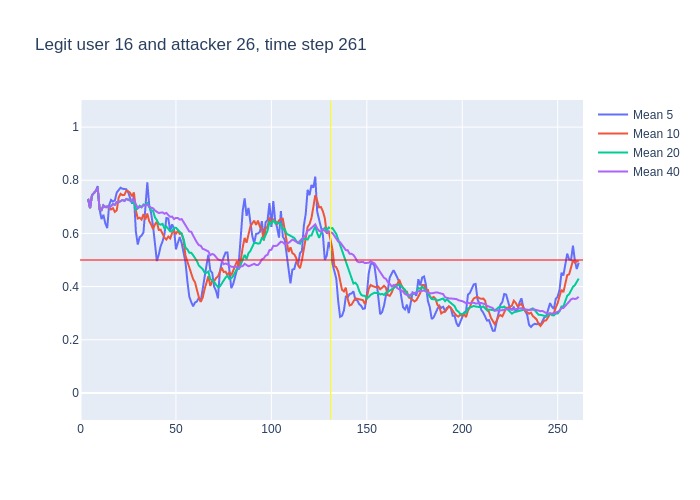 Legit user 16 and attacker 26, time step 261
Mean 5
Mean 10
Mean 20
Mean 40
1
0.8
0.6
0.4
0.2
0
0 50 100 150 200 250